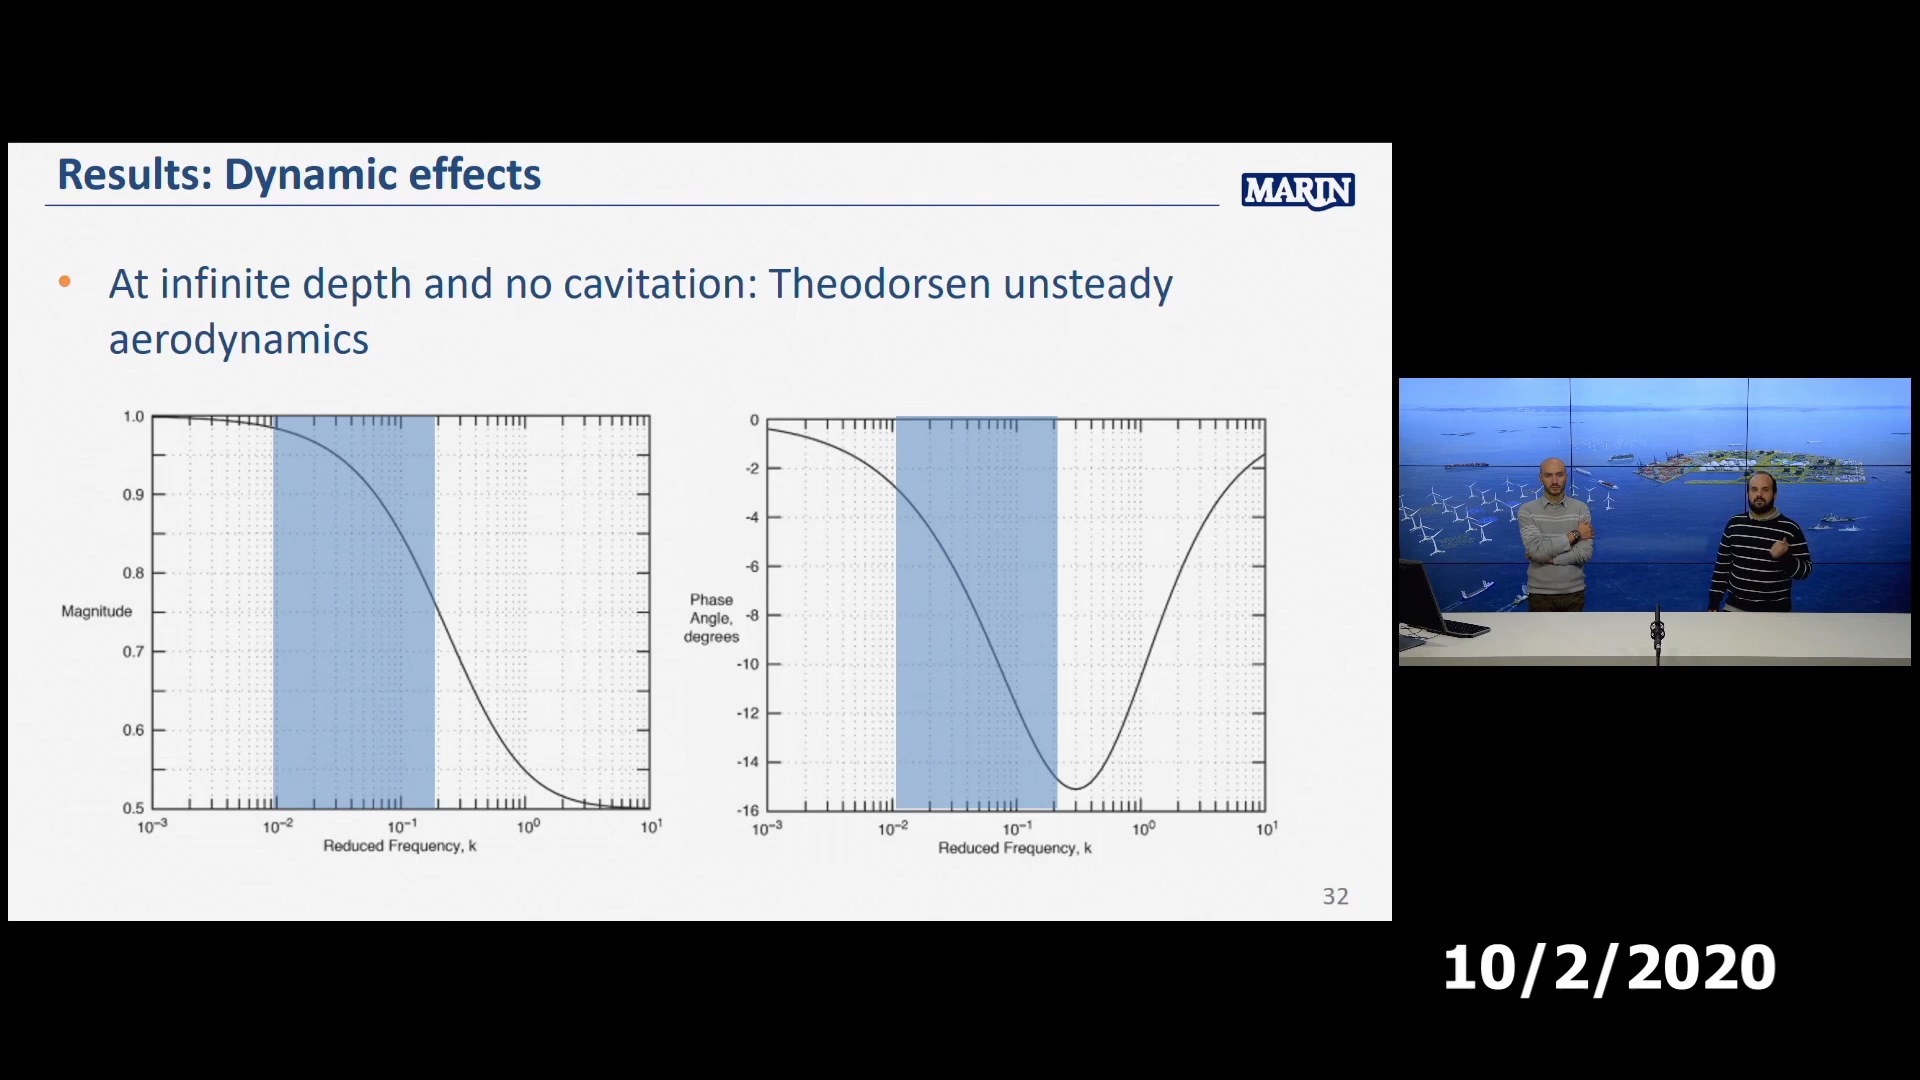 Results: Dynamic effects
MARIN
• At infinite depth and no cavitation: Theodorsen unsteady
aerodynamics
1.0
0.9
0.8
Magnitude
0.7
0.6
0.5
10⁻³ 10⁻² 10⁻¹ 10⁰ 10¹
Reduced Frequency, k
0
-2
-4
-6
Phase
Angle,
degrees
-8
-10
-12
-14
-16
10⁻³ 10⁻² 10⁻¹ 10⁰ 10¹
Reduced Frequency, k
32
10/2/2020